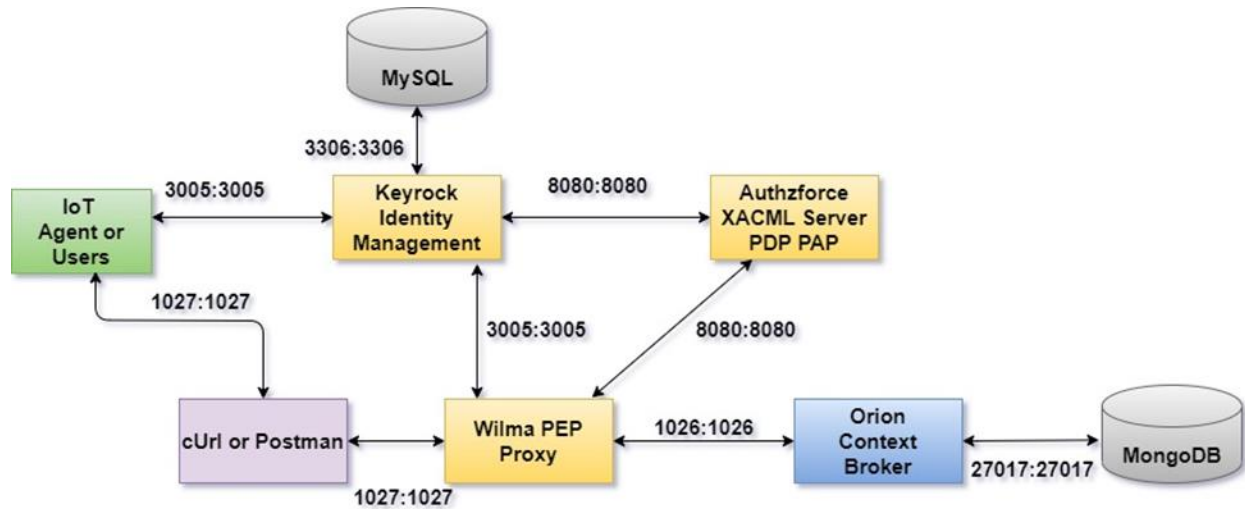 MySQL
3306:3306
3005:3005
Keyrock
Identity
Management
8080:8080
Authzforce
XACML Server
PDP PAP
IoT
Agent or
Users
1027:1027
3005:3005
8080:8080
cUrl or Postman
Wilma PEP
Proxy
1026:1026
Orion
Context
Broker
MongoDB
27017:27017
1027:1027